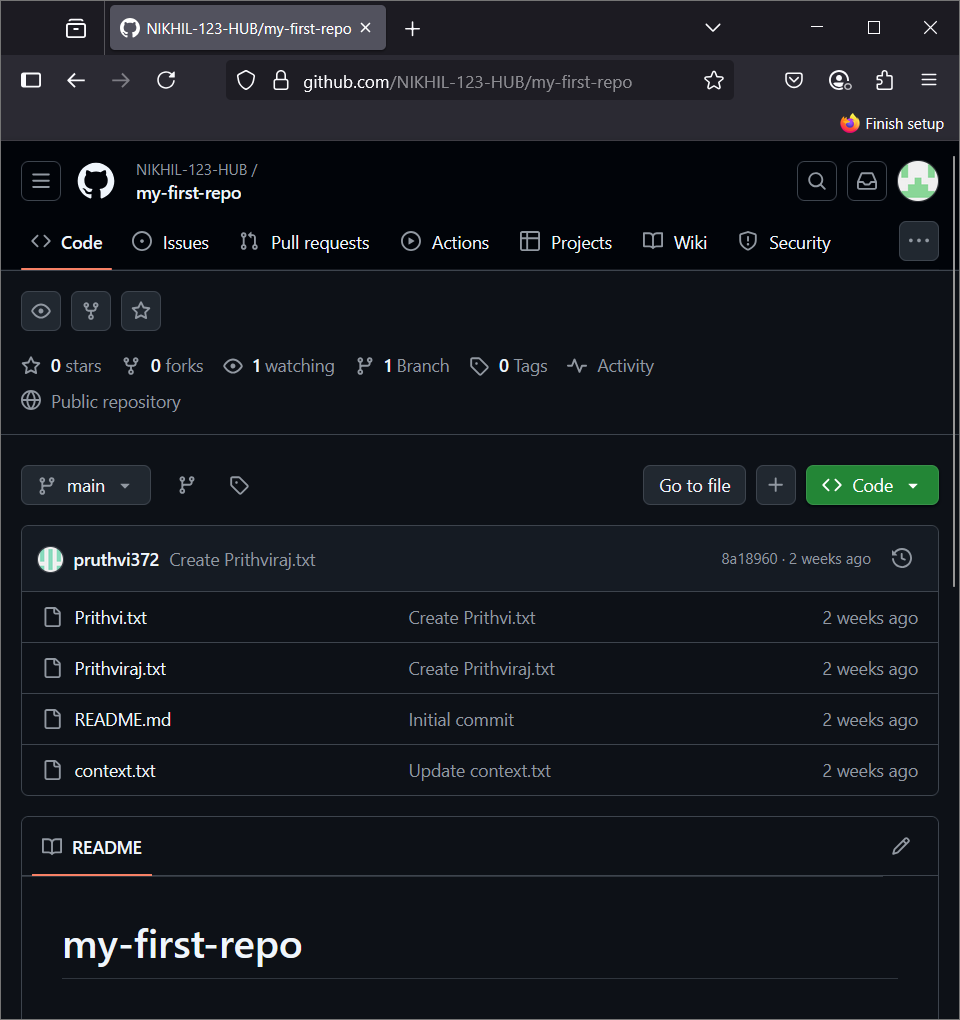 NIKHIL-123-HUB/my-first-repo
github.com/NIKHIL-123-HUB/my-first-repo
Finish setup
NIKHIL-123-HUB /
my-first-repo
Code Issues Pull requests Actions Projects Wiki Security
0 stars 0 forks 1 watching 1 Branch 0 Tags Activity
Public repository
main Go to file Code
pruthvi372 Create Prithviraj.txt 8a18960 · 2 weeks ago
Prithvi.txt Create Prithvi.txt 2 weeks ago
Prithviraj.txt Create Prithviraj.txt 2 weeks ago
README.md Initial commit 2 weeks ago
context.txt Update context.txt 2 weeks ago
README
my-first-repo